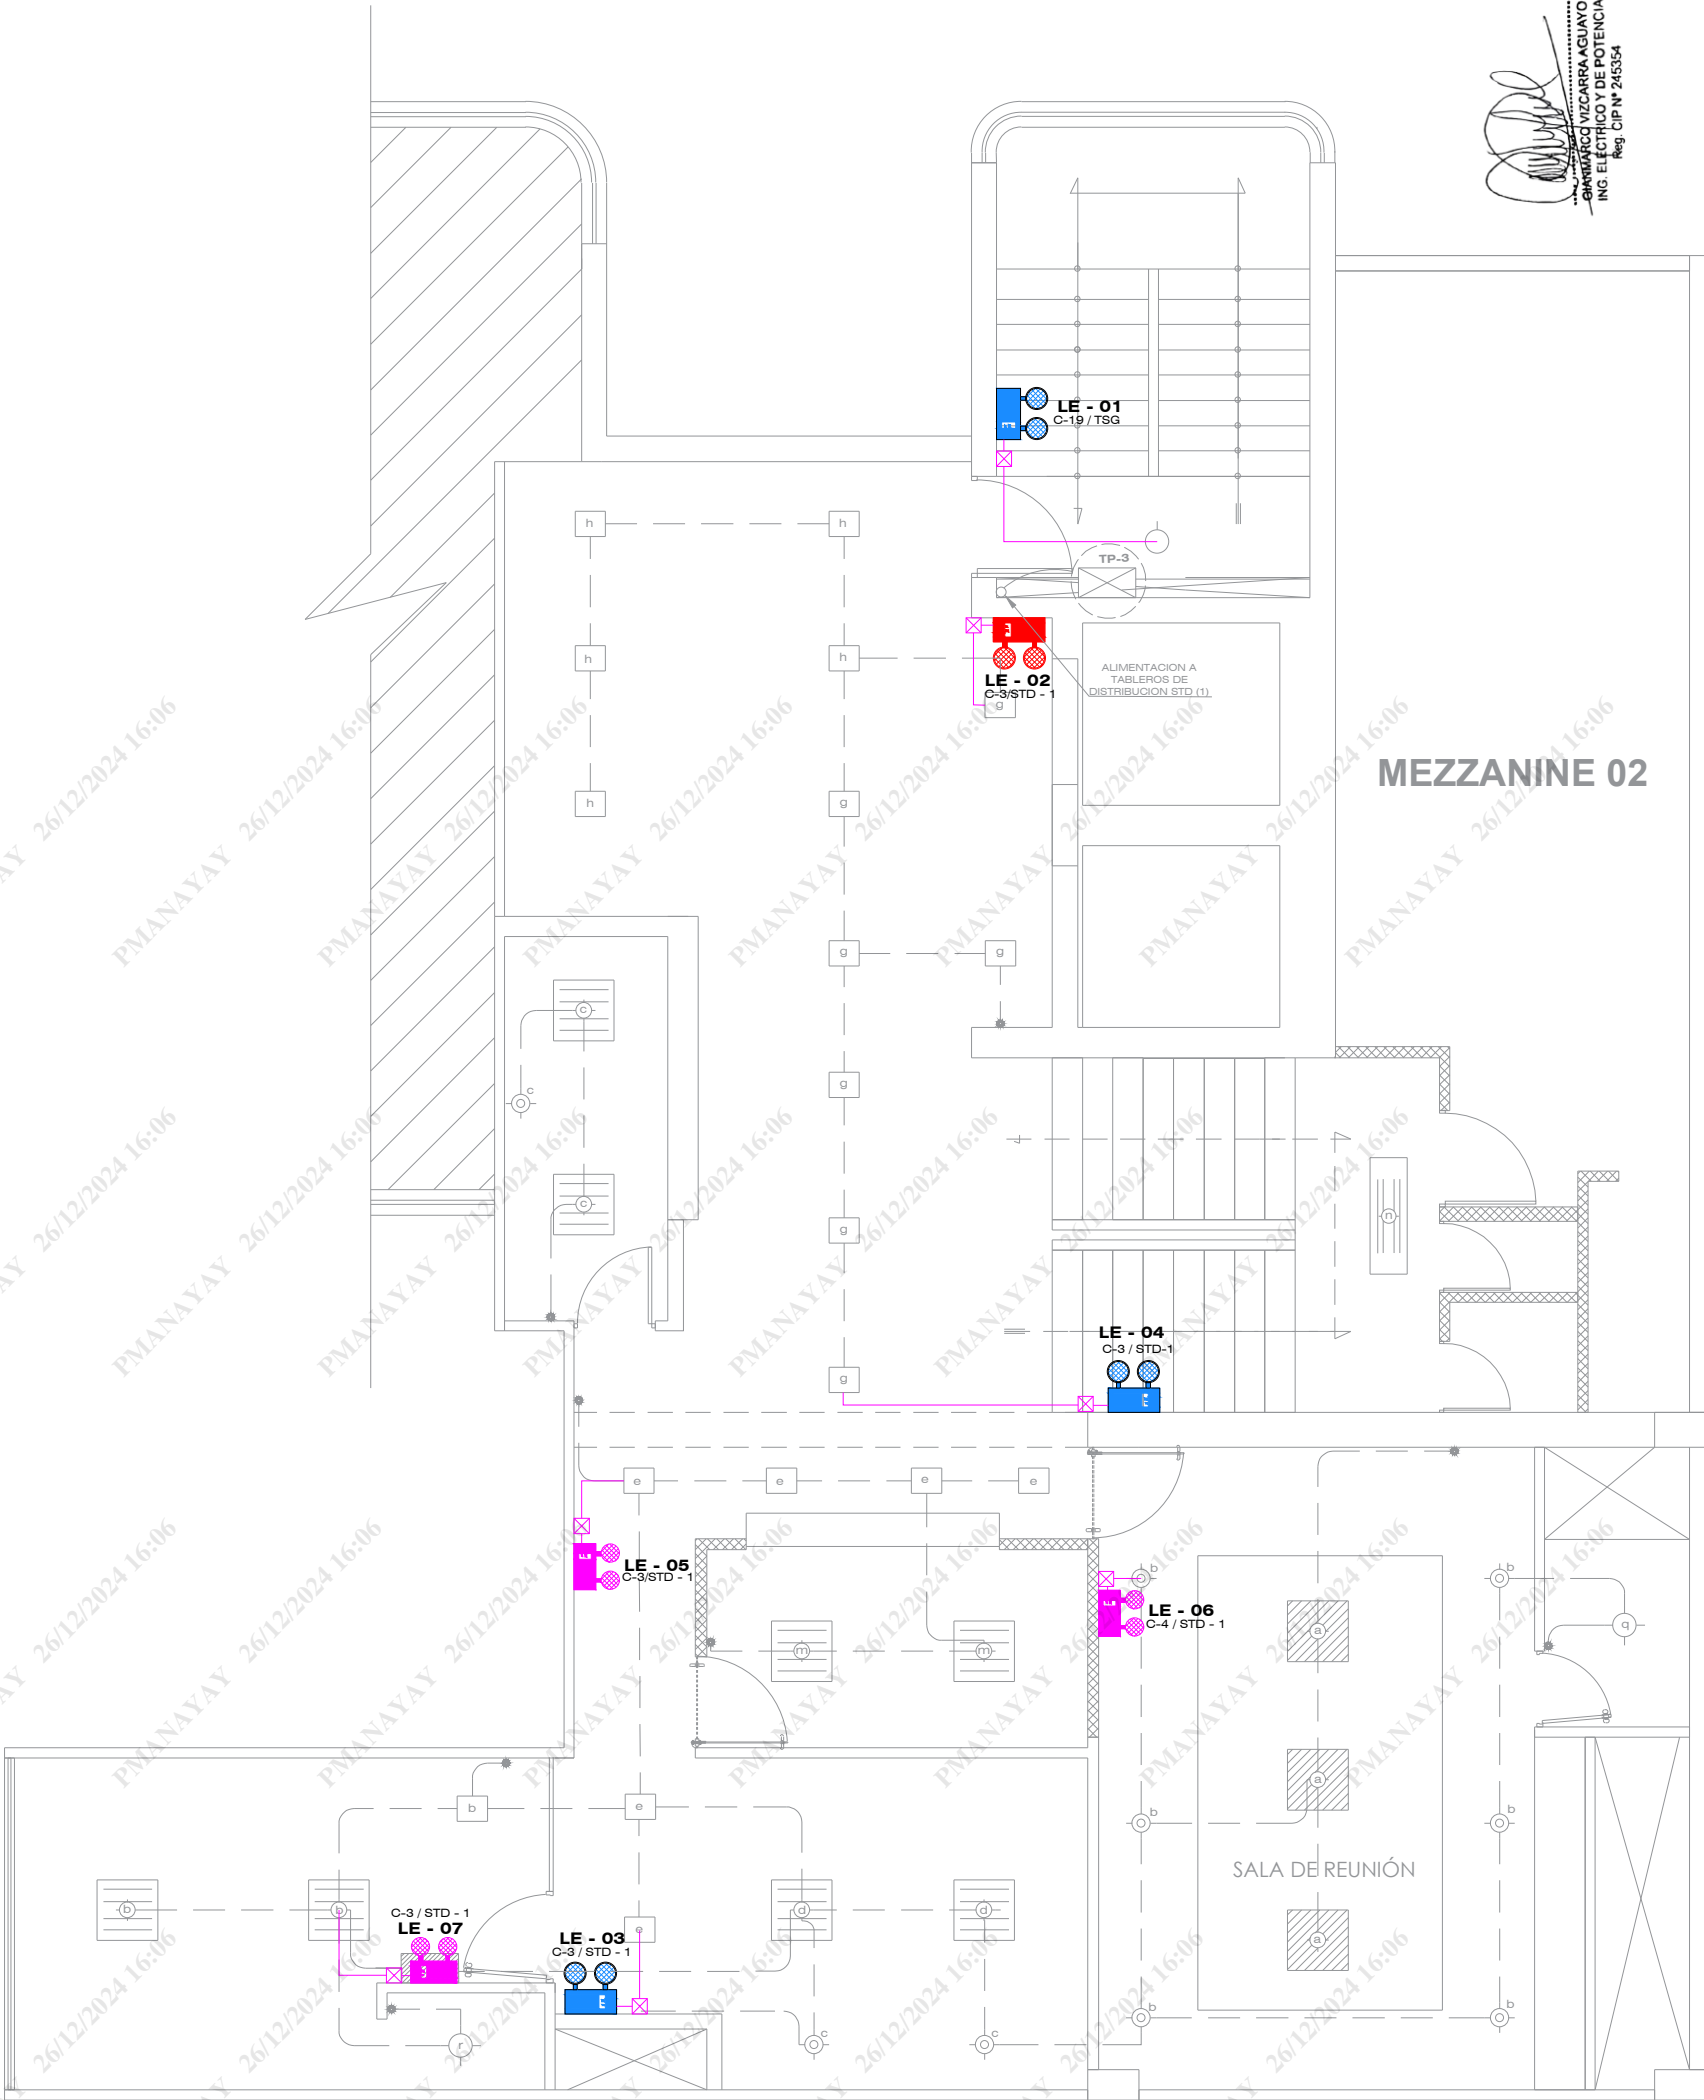 GIANMARCO VIZCARRA AGUAYO
ING. ELECTRICO Y DE POTENCIA
Reg. CIP Nº 245354
LE - 01
C-19 / TSG
h
h
TP-3
h
h
LE - 02
C-3/STD - 1
g
ALIMENTACION A
TABLEROS DE
DISTRIBUCION STD (1)
MEZZANINE 02
h
g
g
g
c
c
g
c
g
n
LE - 04
C-3 / STD-1
g
e
e
e
e
LE - 05
C-3/STD - 1
b
b
LE - 06
C-4 / STD - 1
a
q
m
m
a
b
e
b
b
SALA DE REUNIÓN
b
b
d
d
C-3 / STD - 1
LE - 07
e
LE - 03
C-3 / STD - 1
a
b
b
r
c
c
PMANAYAY 26/12/2024 16:06